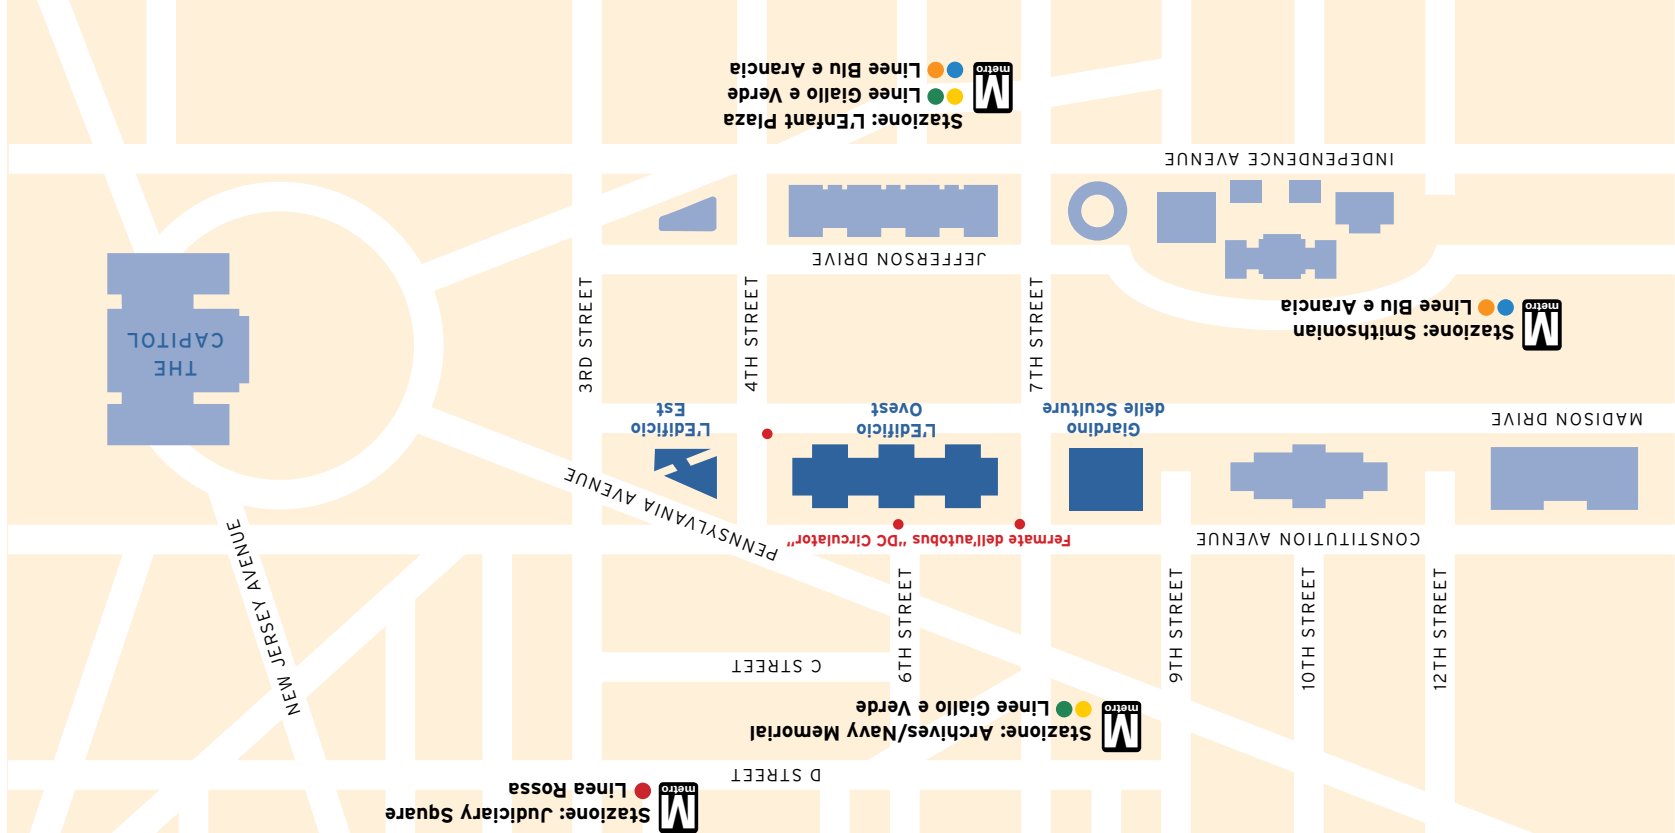 M
metro
Stazione: Judiciary Square
Linea Rossa
D STREET
M
metro
Stazione: Archives/Navy Memorial
Linee Giallo e Verde
C STREET
12TH STREET
10TH STREET
9TH STREET
6TH STREET
NEW JERSEY AVENUE
CONSTITUTION AVENUE
Fermate dell'autobus "DC Circulator"
PENNSYLVANIA AVENUE
MADISON DRIVE
Giardino
delle Sculture
L'Edificio
Ovest
L'Edificio
Est
THE
CAPITOL
7TH STREET
4TH STREET
3RD STREET
M
metro
Stazione: Smithsonian
Linee Blu e Arancia
JEFFERSON DRIVE
INDEPENDENCE AVENUE
M
metro
Stazione: L'Enfant Plaza
Linee Giallo e Verde
Linee Blu e Arancia